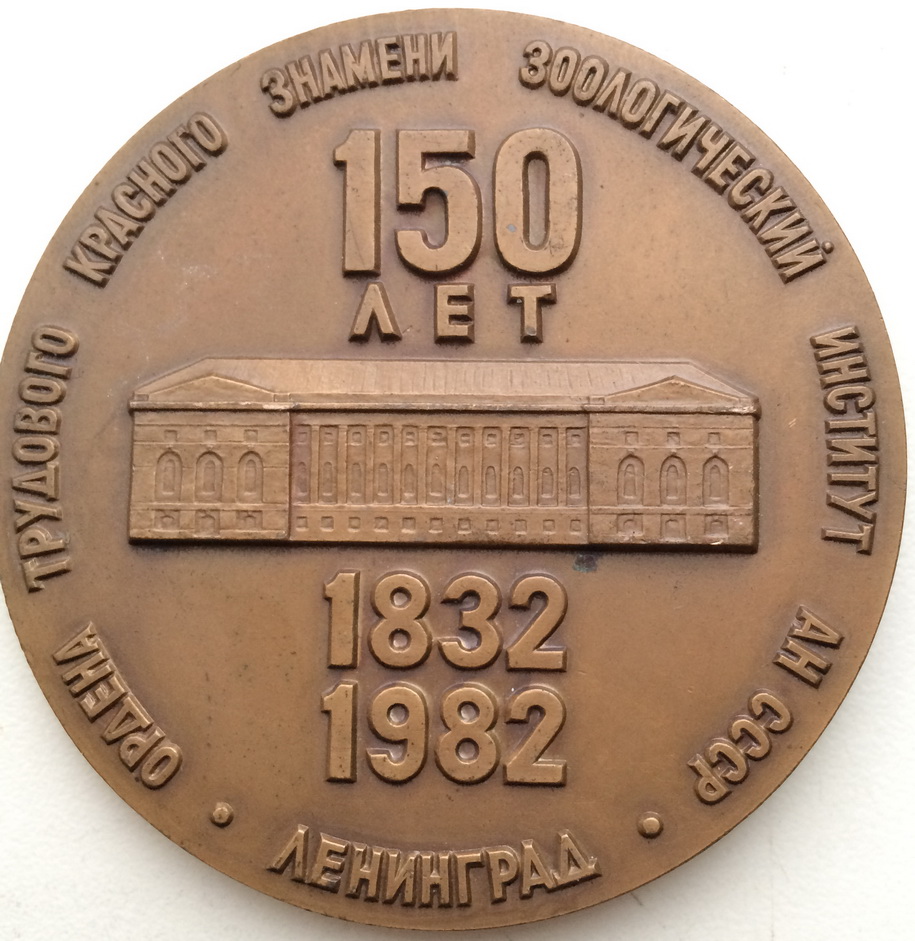 ОРДЕНА ТРУДОВОГО КРАСНОГО ЗНАМЕНИ ЗООЛОГИЧЕСКИЙ ИНСТИТУТ АН СССР
150
ЛЕТ
1832
1982
ЛЕНИНГРАД